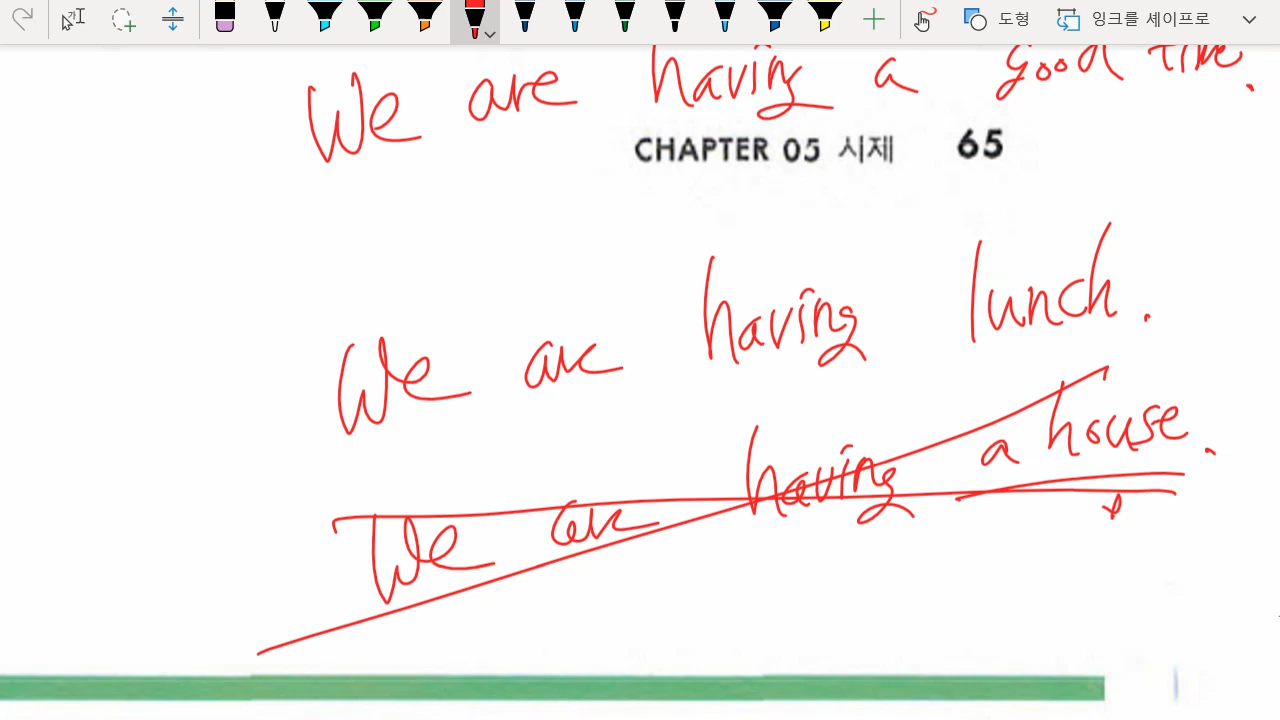 도형 잉크를 셰이프로
We are having a good time.
CHAPTER 05 시제 65
We are having lunch.
We are having a house.